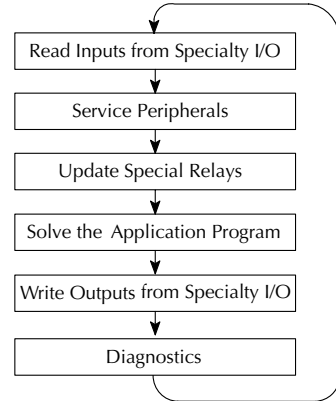 Read Inputs from Specialty I/O
Service Peripherals
Update Special Relays
Solve the Application Program
Write Outputs from Specialty I/O
Diagnostics